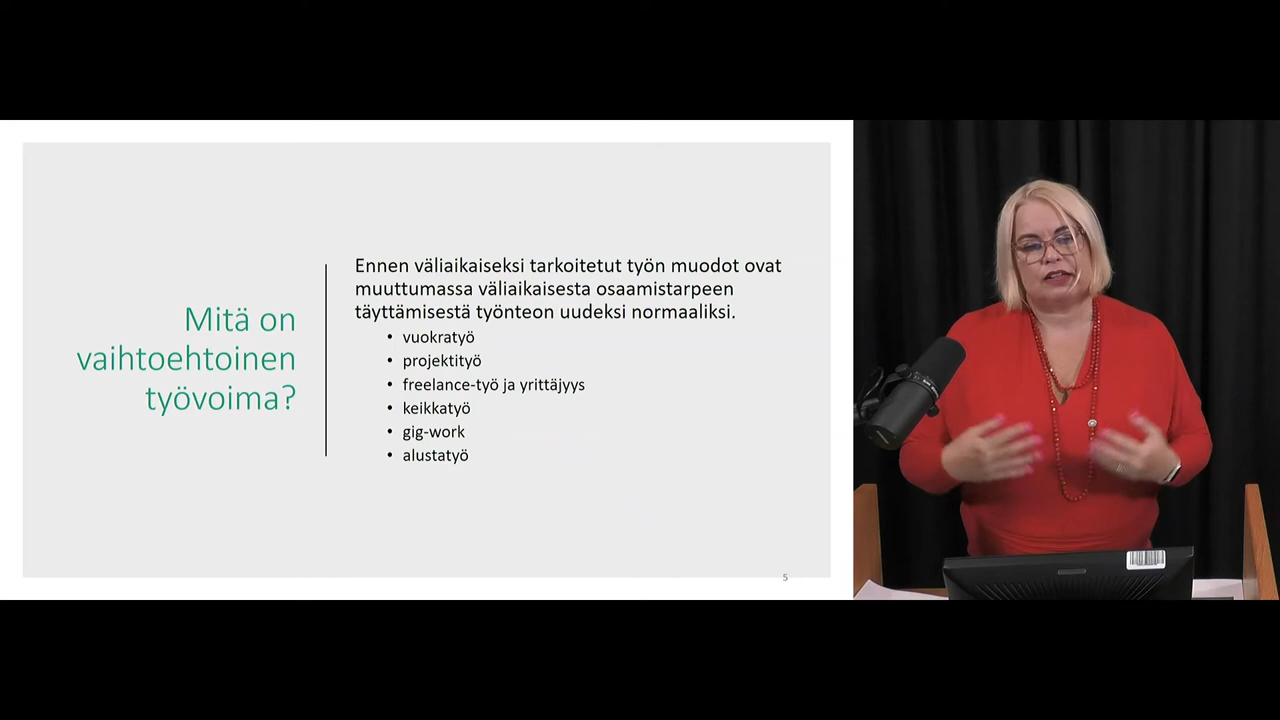 Mitä on
vaihtoehtoinen
työvoima?
Ennen väliaikaiseksi tarkoitetut työn muodot ovat
muuttumassa väliaikaisesta osaamistarpeen
täyttämisestä työnteon uudeksi normaaliksi.
• vuokratyö
• projektityö
• freelance-työ ja yrittäjyys
• keikkatyö
• gig-work
• alustatyö
5